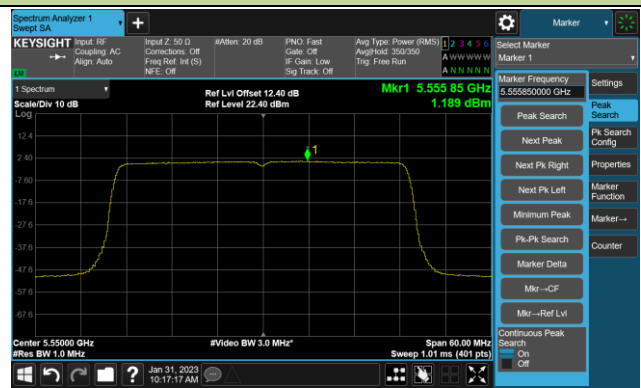 Spectrum Analyzer 1
Swept SA
+
Marker
KEYSIGHT Input: RF Input Z: 50 Ω #Atten: 20 dB PNO: Fast Avg Type: Power (RMS) 1 2 3 4 5 6
Coupling: AC Corrections: Off Gate: Off Avg|Hold: 350/350 A W W W W W
Align: Auto Freq Ref: Int (S) IF Gain: Low Trig: Free Run
NFE: Off Sig Track: Off A N N N N N
LXI
Select Marker
Marker 1
1 Spectrum
Scale/Div 10 dB
Ref Lvl Offset 12.40 dB
Ref Level 22.40 dBm
Mkr1 5.555 85 GHz
1.189 dBm
Log
12.4
2.40
-7.60
-17.6
-27.6
-37.6
-47.6
-57.6
-67.6
1
Center 5.55000 GHz #Video BW 3.0 MHz* Span 60.00 MHz
#Res BW 1.0 MHz Sweep 1.01 ms (401 pts)
Marker Frequency
5.555850000 GHz
Peak Search
Next Peak
Next Pk Right
Next Pk Left
Minimum Peak
Pk-Pk Search
Marker Delta
Mkr→CF
Mkr→Ref Lvl
Continuous Peak
Search
On
Off
Settings
Peak
Search
Pk Search
Config
Properties
Marker
Function
Marker→
Counter
?
Jan 31, 2023
10:17:17 AM